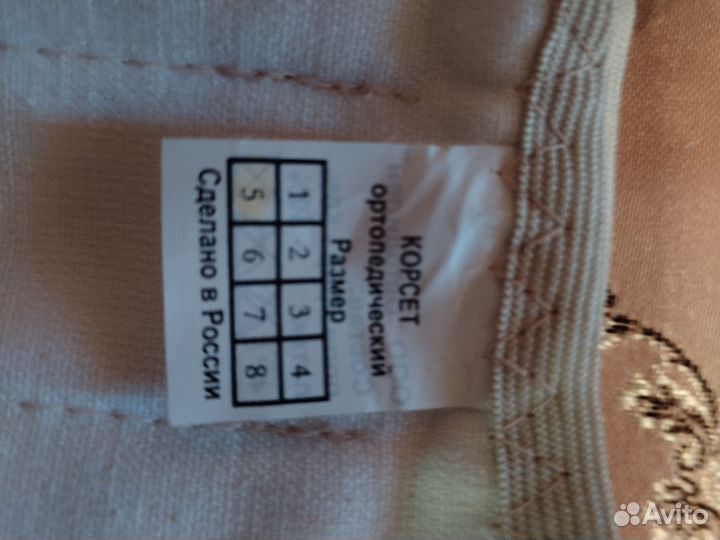 КОРСЕТ
ортопедический
Размер
1 2 3 4
5 6 7 8
Сделано в России
Avito